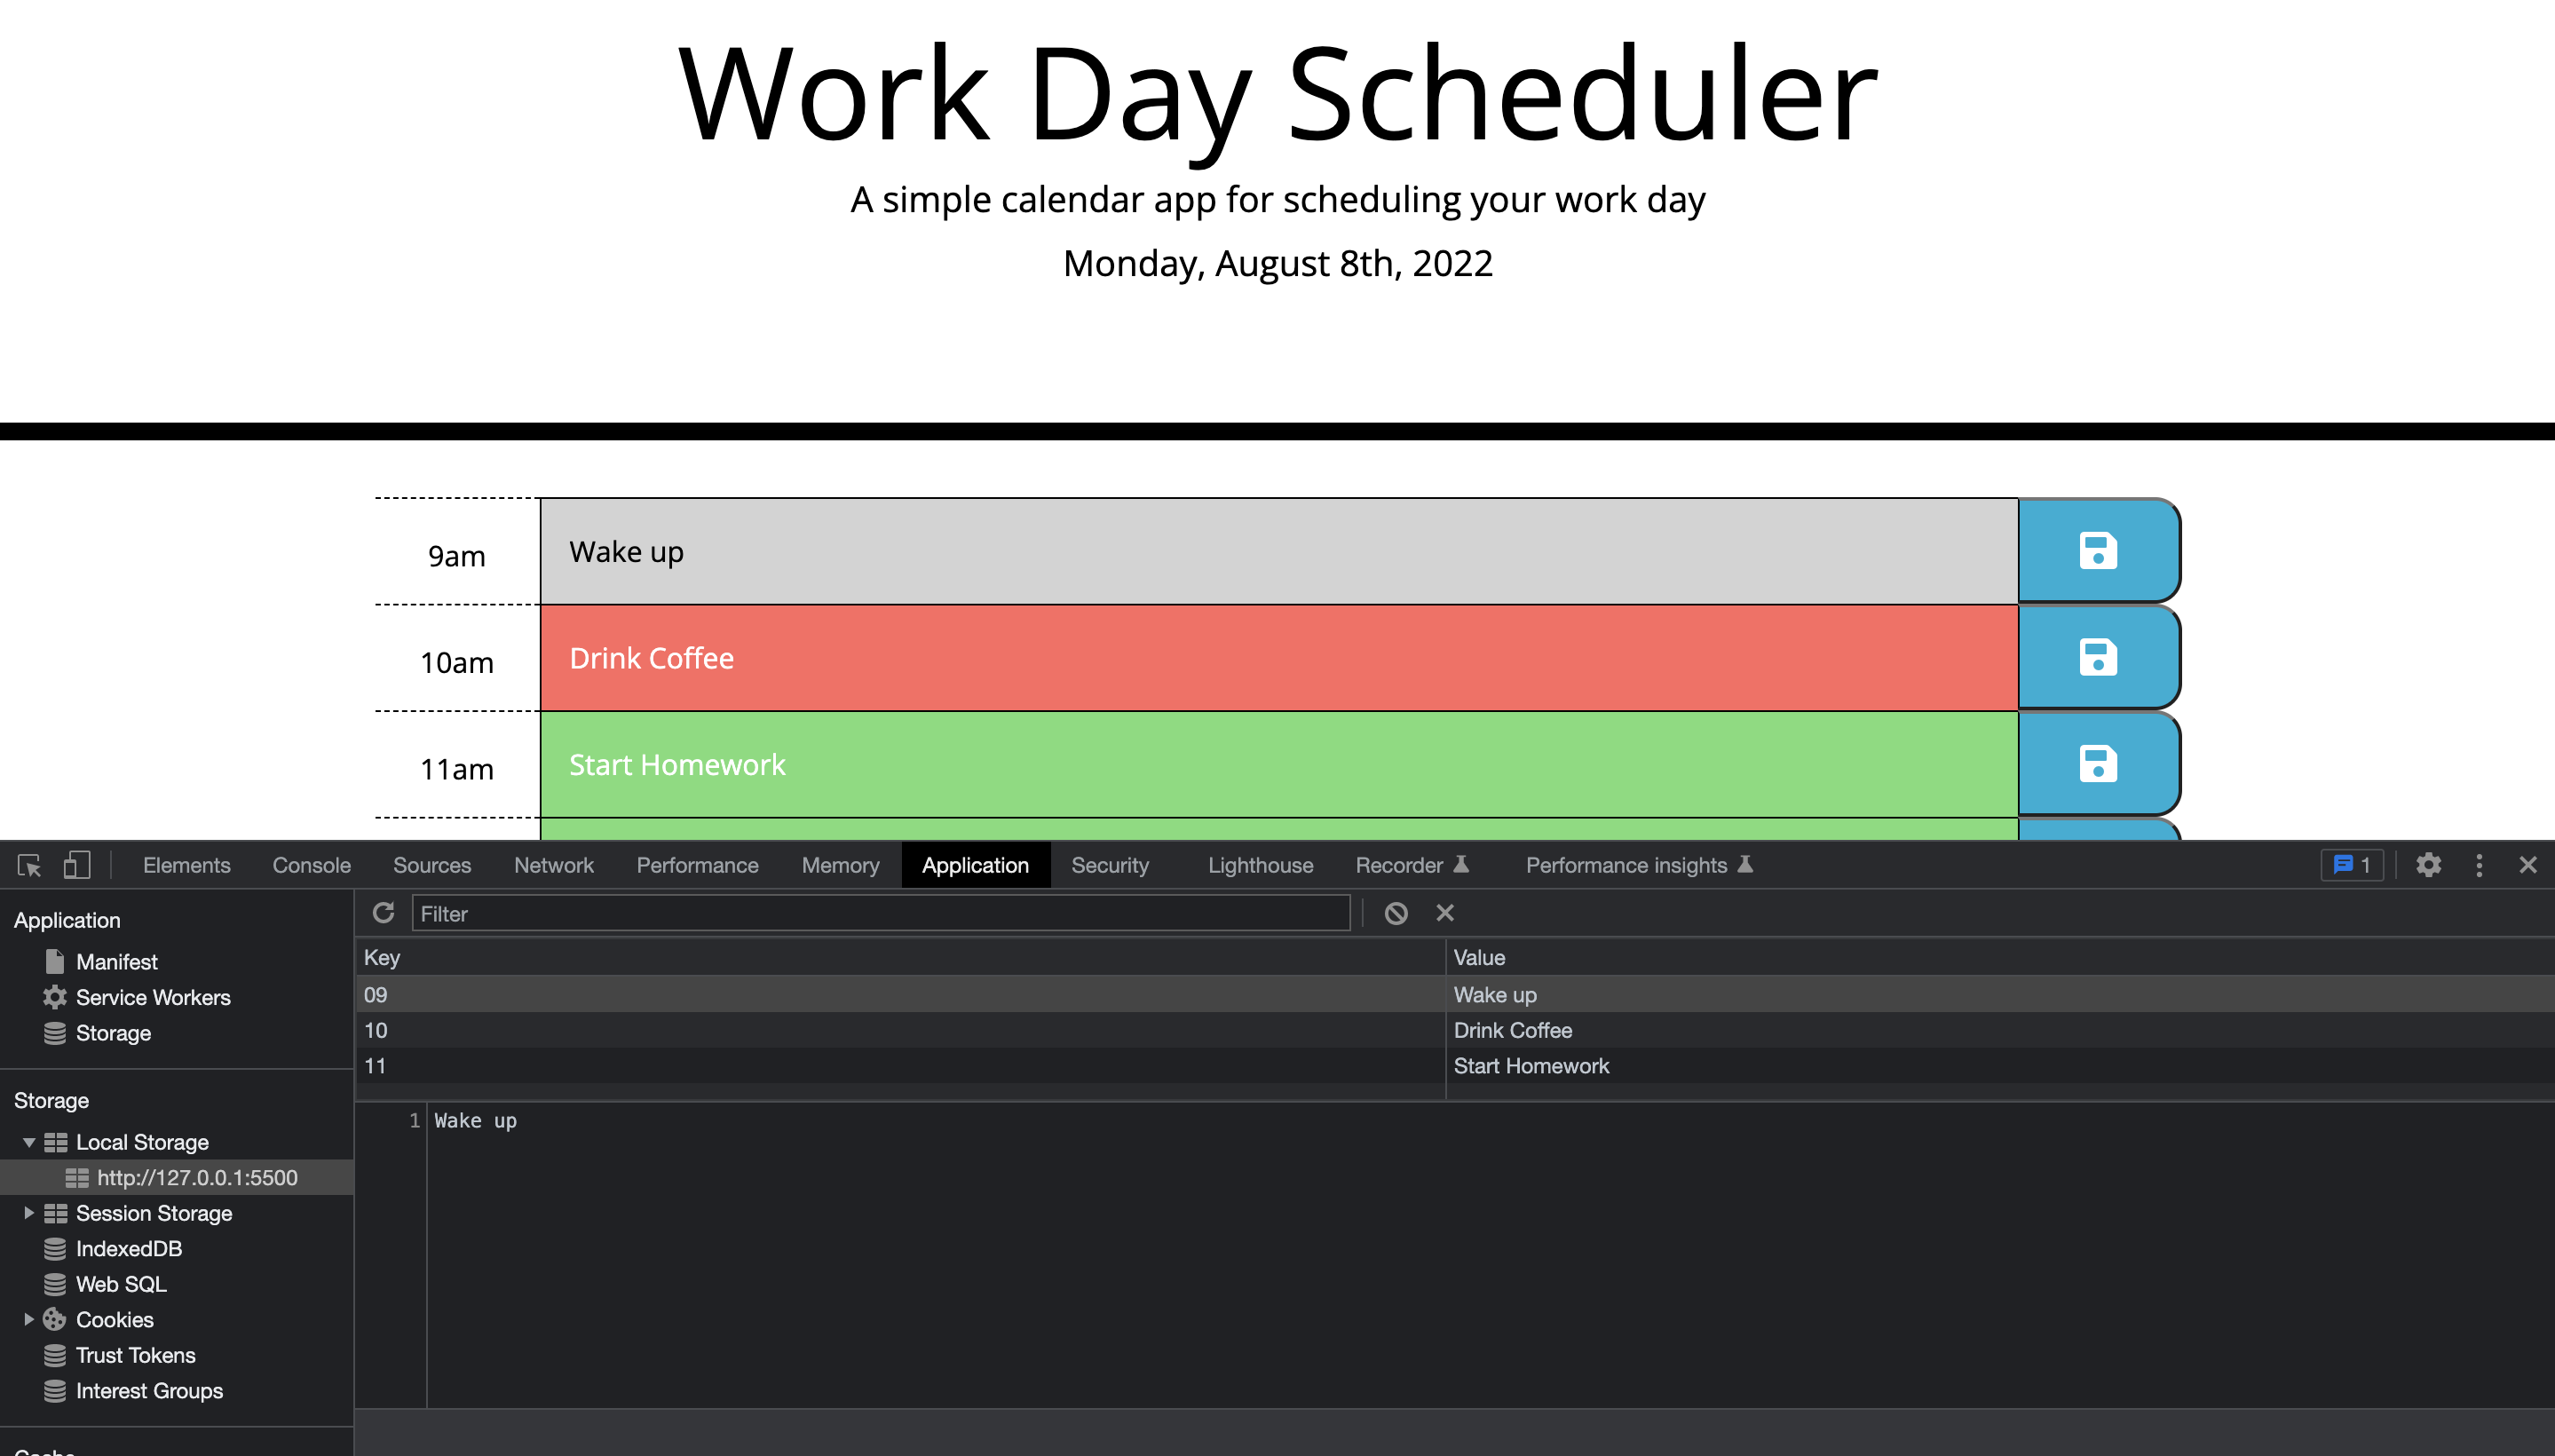 Work Day Scheduler
A simple calendar app for scheduling your work day
Monday, August 8th, 2022
9am Wake up
10am Drink Coffee
11am Start Homework
Elements Console Sources Network Performance Memory Application Security Lighthouse Recorder Performance insights 1
Application
Manifest
Service Workers
Storage
Storage
Local Storage
http://127.0.0.1:5500
Session Storage
IndexedDB
Web SQL
Cookies
Trust Tokens
Interest Groups
Filter
Key Value
09 Wake up
10 Drink Coffee
11 Start Homework
1 Wake up